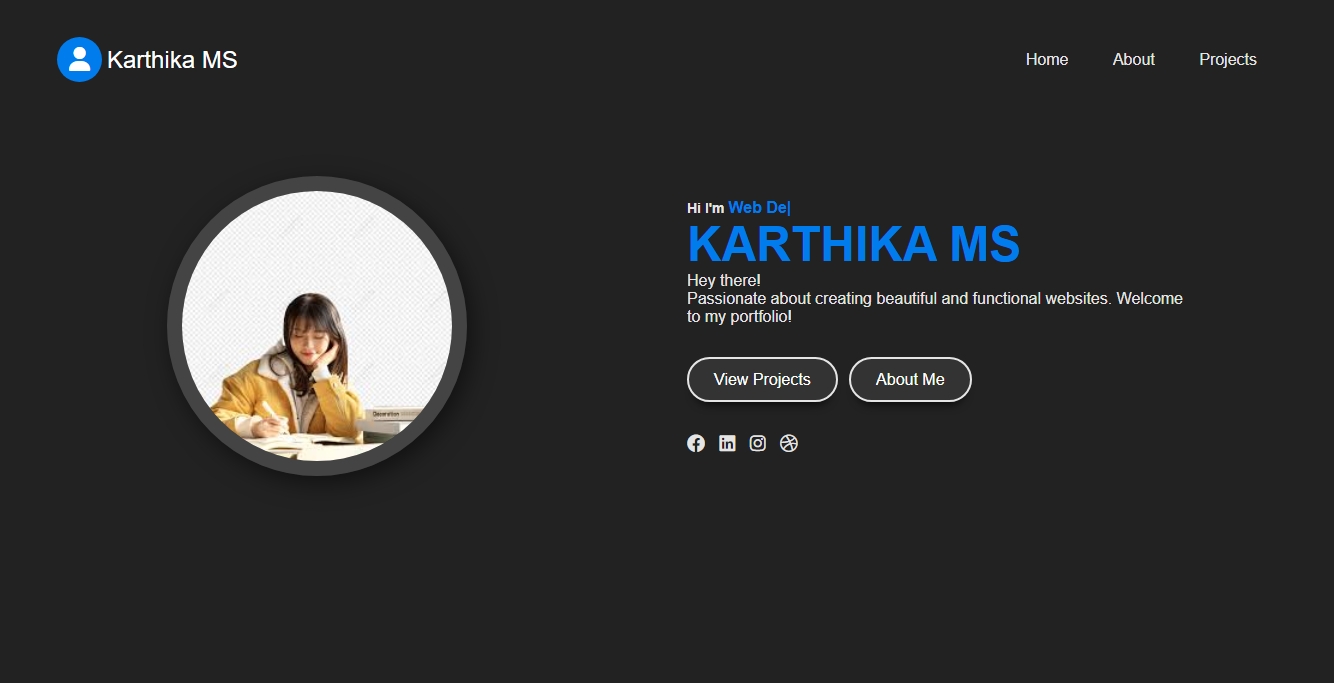 Karthika MS
Home About Projects
Hi I'm Web De|
KARTHIKA MS
Hey there!
Passionate about creating beautiful and functional websites. Welcome
to my portfolio!
View Projects About Me
Decoration